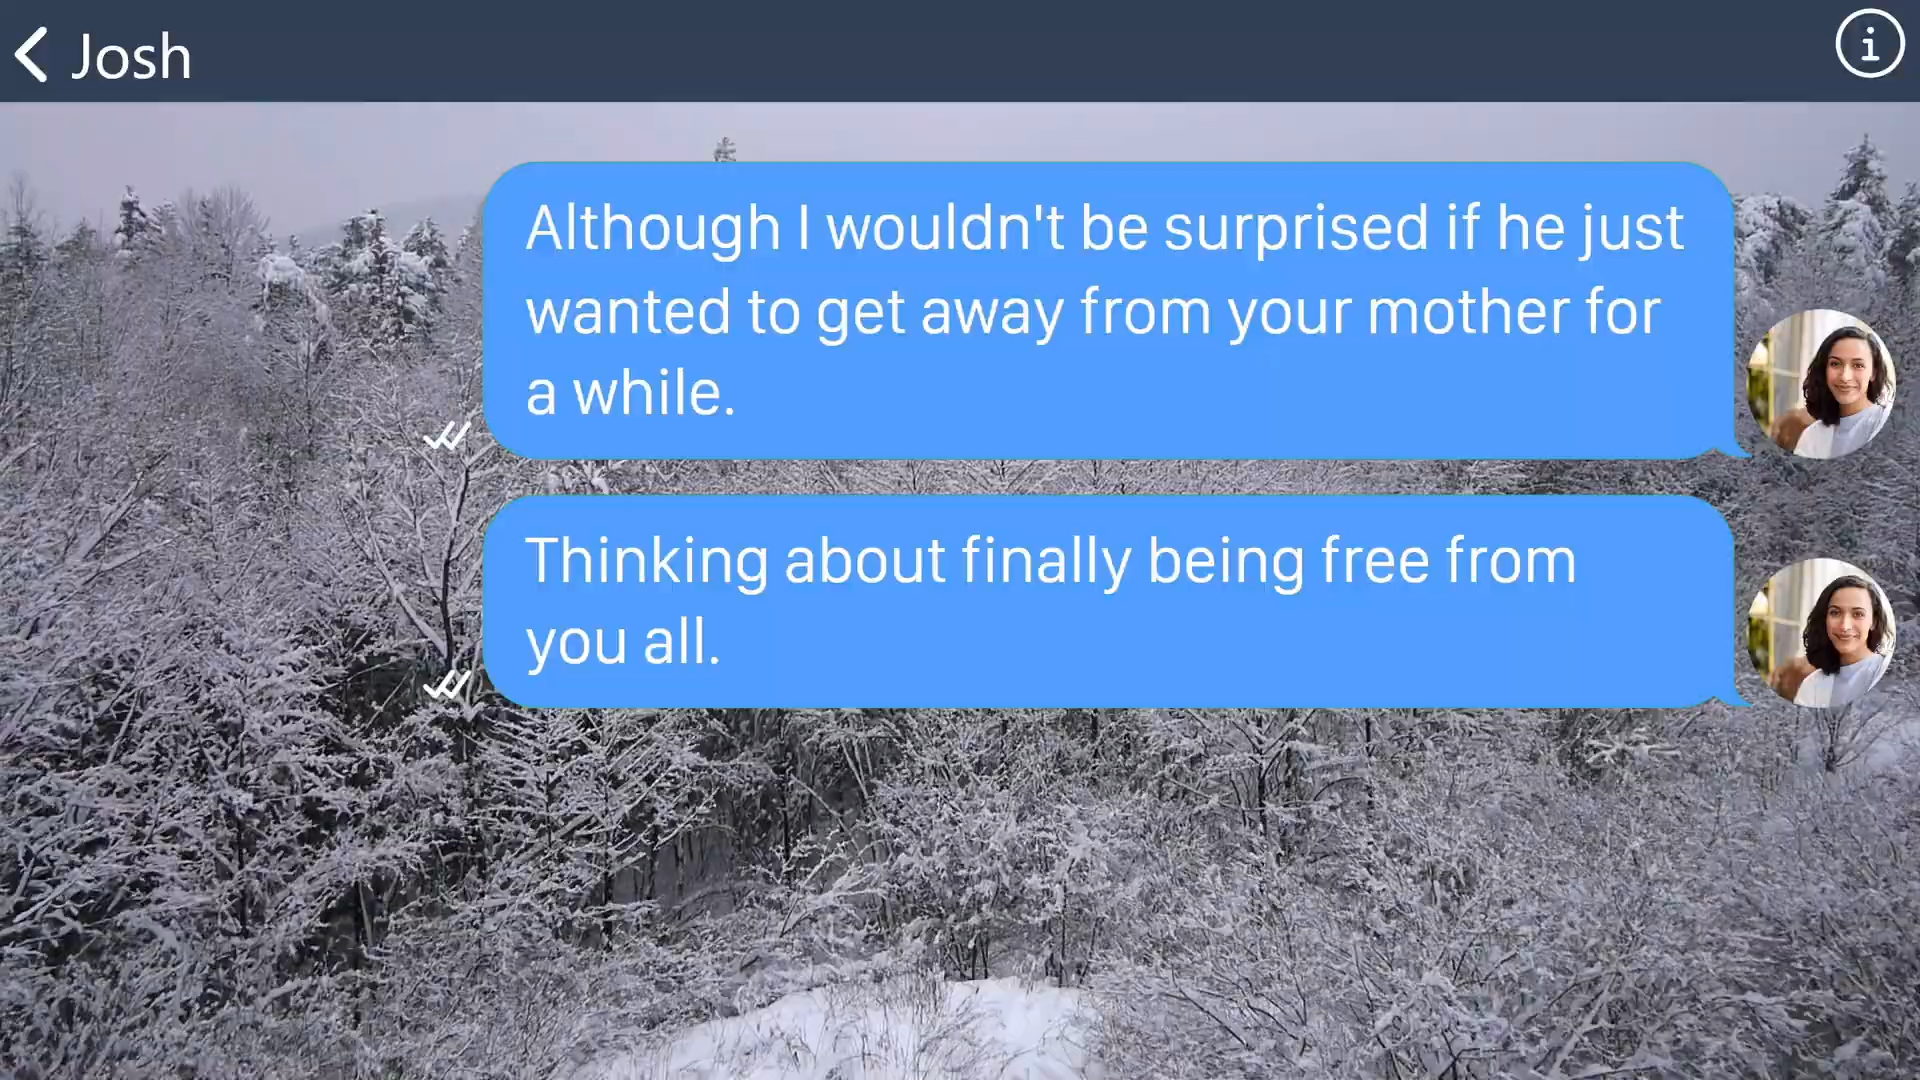 Josh
Although I wouldn't be surprised if he just
wanted to get away from your mother for
a while.
Thinking about finally being free from
you all.